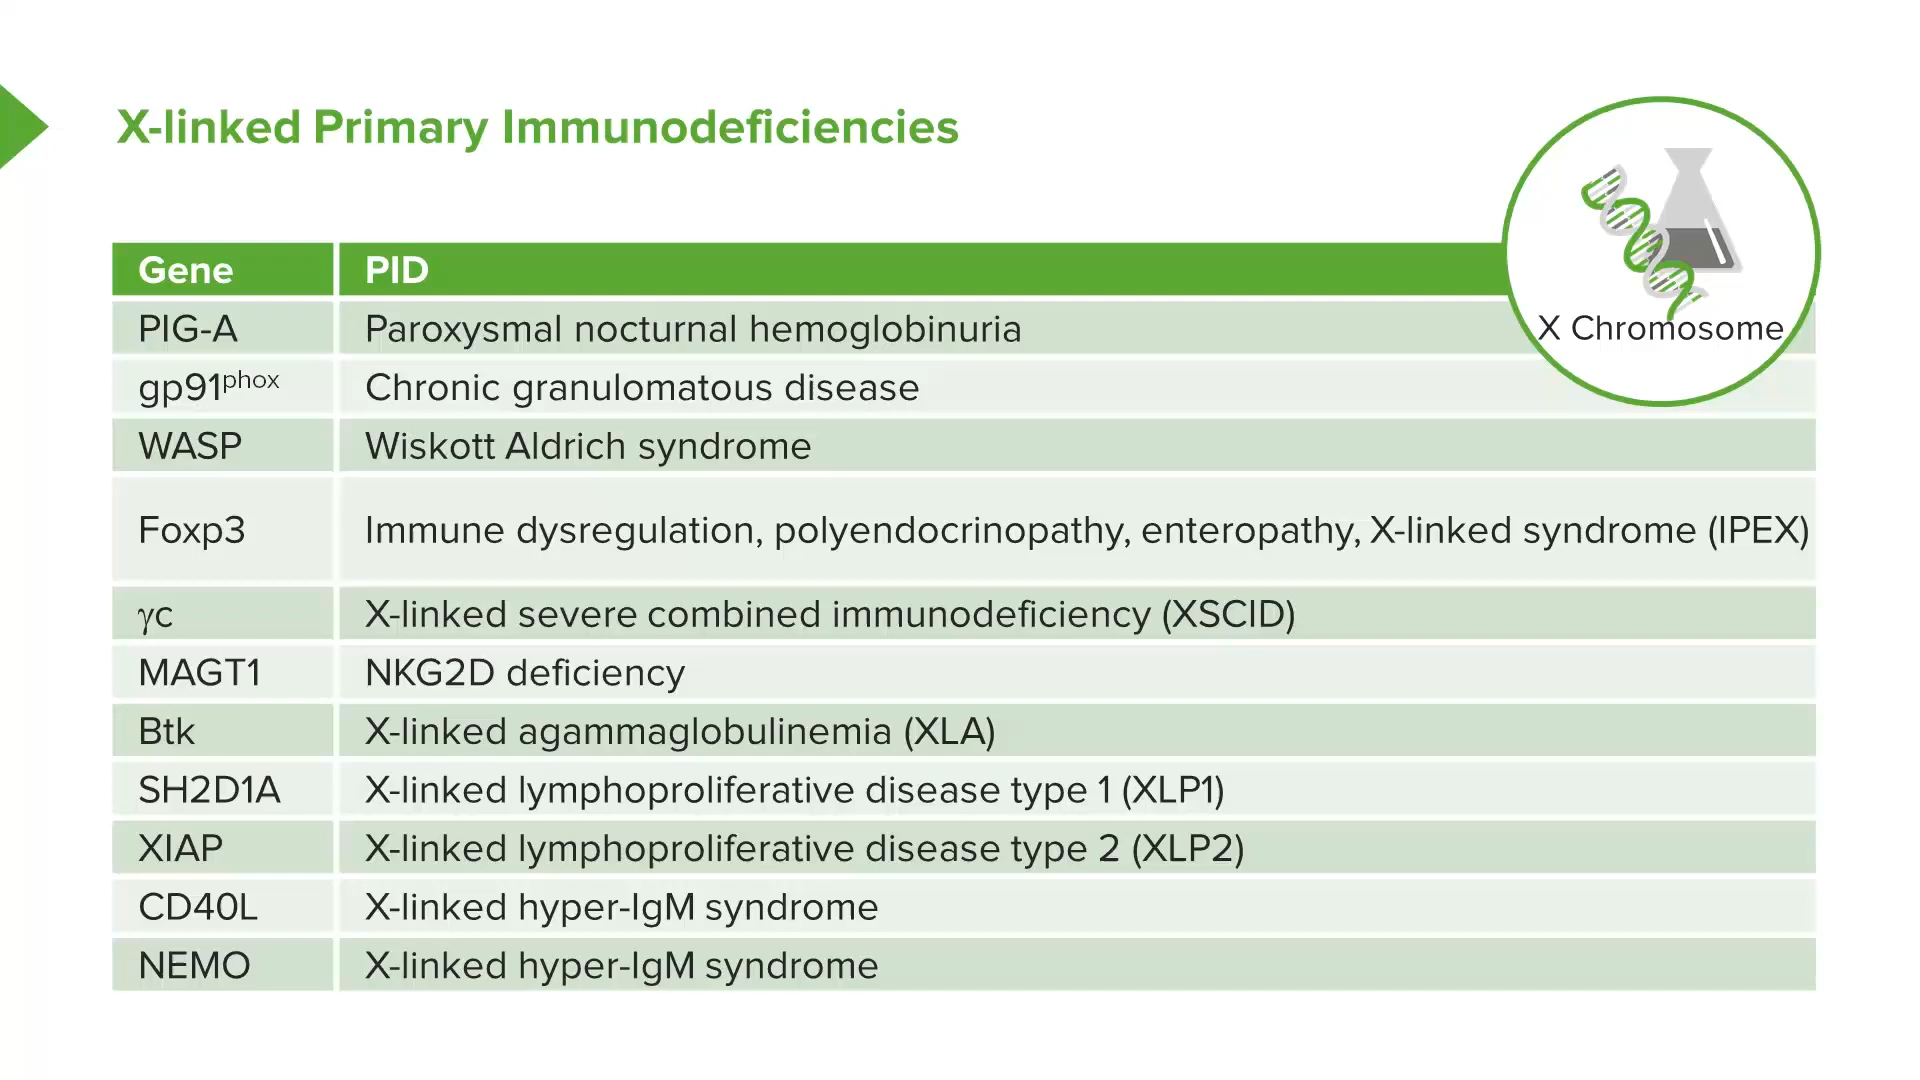 X-linked Primary Immunodeficiencies
X Chromosome
Gene PID
PIG-A Paroxysmal nocturnal hemoglobinuria
gp91phox Chronic granulomatous disease
WASP Wiskott Aldrich syndrome
Foxp3 Immune dysregulation, polyendocrinopathy, enteropathy, X-linked syndrome (IPEX)
γc X-linked severe combined immunodeficiency (XSCID)
MAGT1 NKG2D deficiency
Btk X-linked agammaglobulinemia (XLA)
SH2D1A X-linked lymphoproliferative disease type 1 (XLP1)
XIAP X-linked lymphoproliferative disease type 2 (XLP2)
CD40L X-linked hyper-IgM syndrome
NEMO X-linked hyper-IgM syndrome